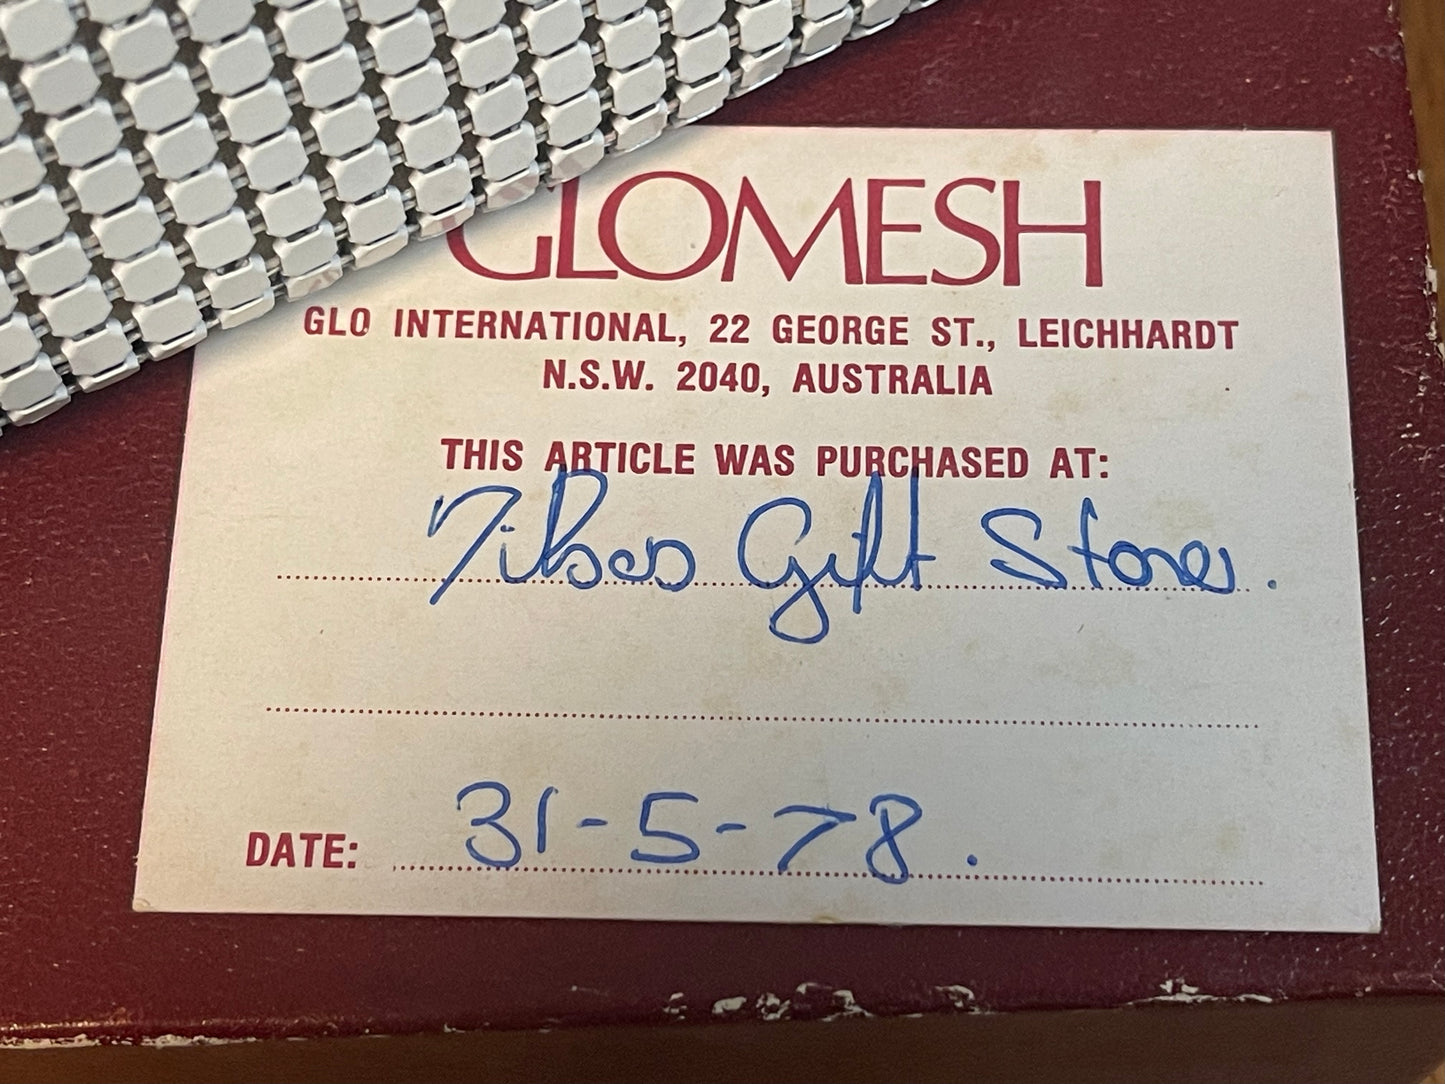 GLOMESH
GLO INTERNATIONAL, 22 GEORGE ST., LEICHHARDT
N.S.W. 2040, AUSTRALIA
THIS ARTICLE WAS PURCHASED AT:
Gift Store
DATE: 31-5-78.